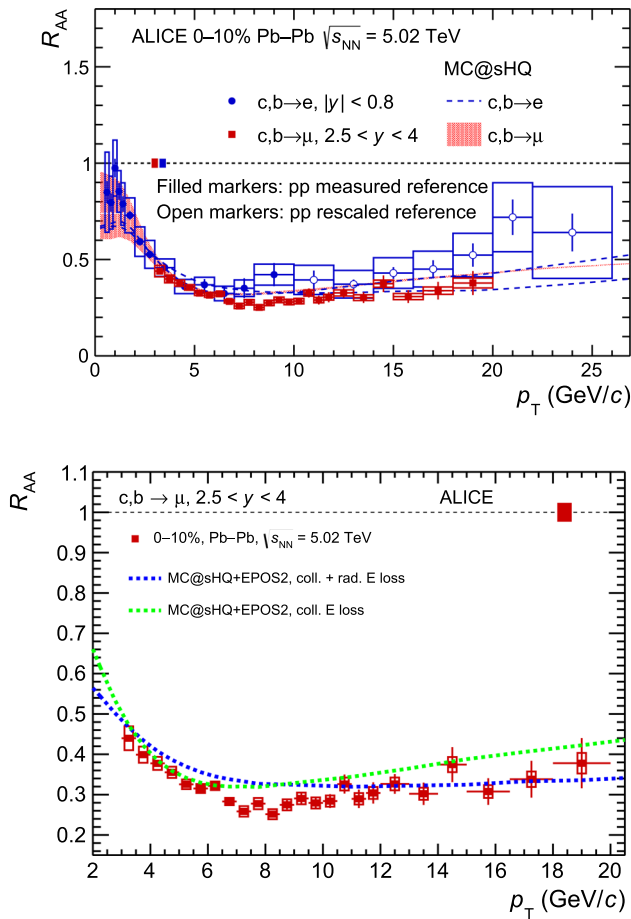 R_AA
ALICE 0–10% Pb–Pb √s_NN = 5.02 TeV
MC@sHQ
c,b→e, |y| < 0.8
c,b→e
c,b→μ, 2.5 < y < 4
c,b→μ
Filled markers: pp measured reference
Open markers: pp rescaled reference
1.5
1
0.5
0
0 5 10 15 20 25
p_T (GeV/c)
R_AA
c,b → μ, 2.5 < y < 4 ALICE
0–10%, Pb–Pb, √s_NN = 5.02 TeV
MC@sHQ+EPOS2, coll. + rad. E loss
MC@sHQ+EPOS2, coll. E loss
1.1
1
0.9
0.8
0.7
0.6
0.5
0.4
0.3
0.2
2 4 6 8 10 12 14 16 18 20
p_T (GeV/c)